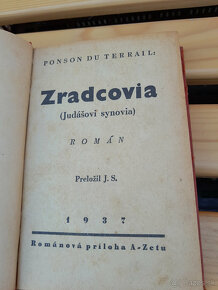 PONSON DU TERRAIL:
Zradcovia
(Judášovi synovia)
ROMÁN
Preložil J. S.
1937
Románová príloha A-Zetu